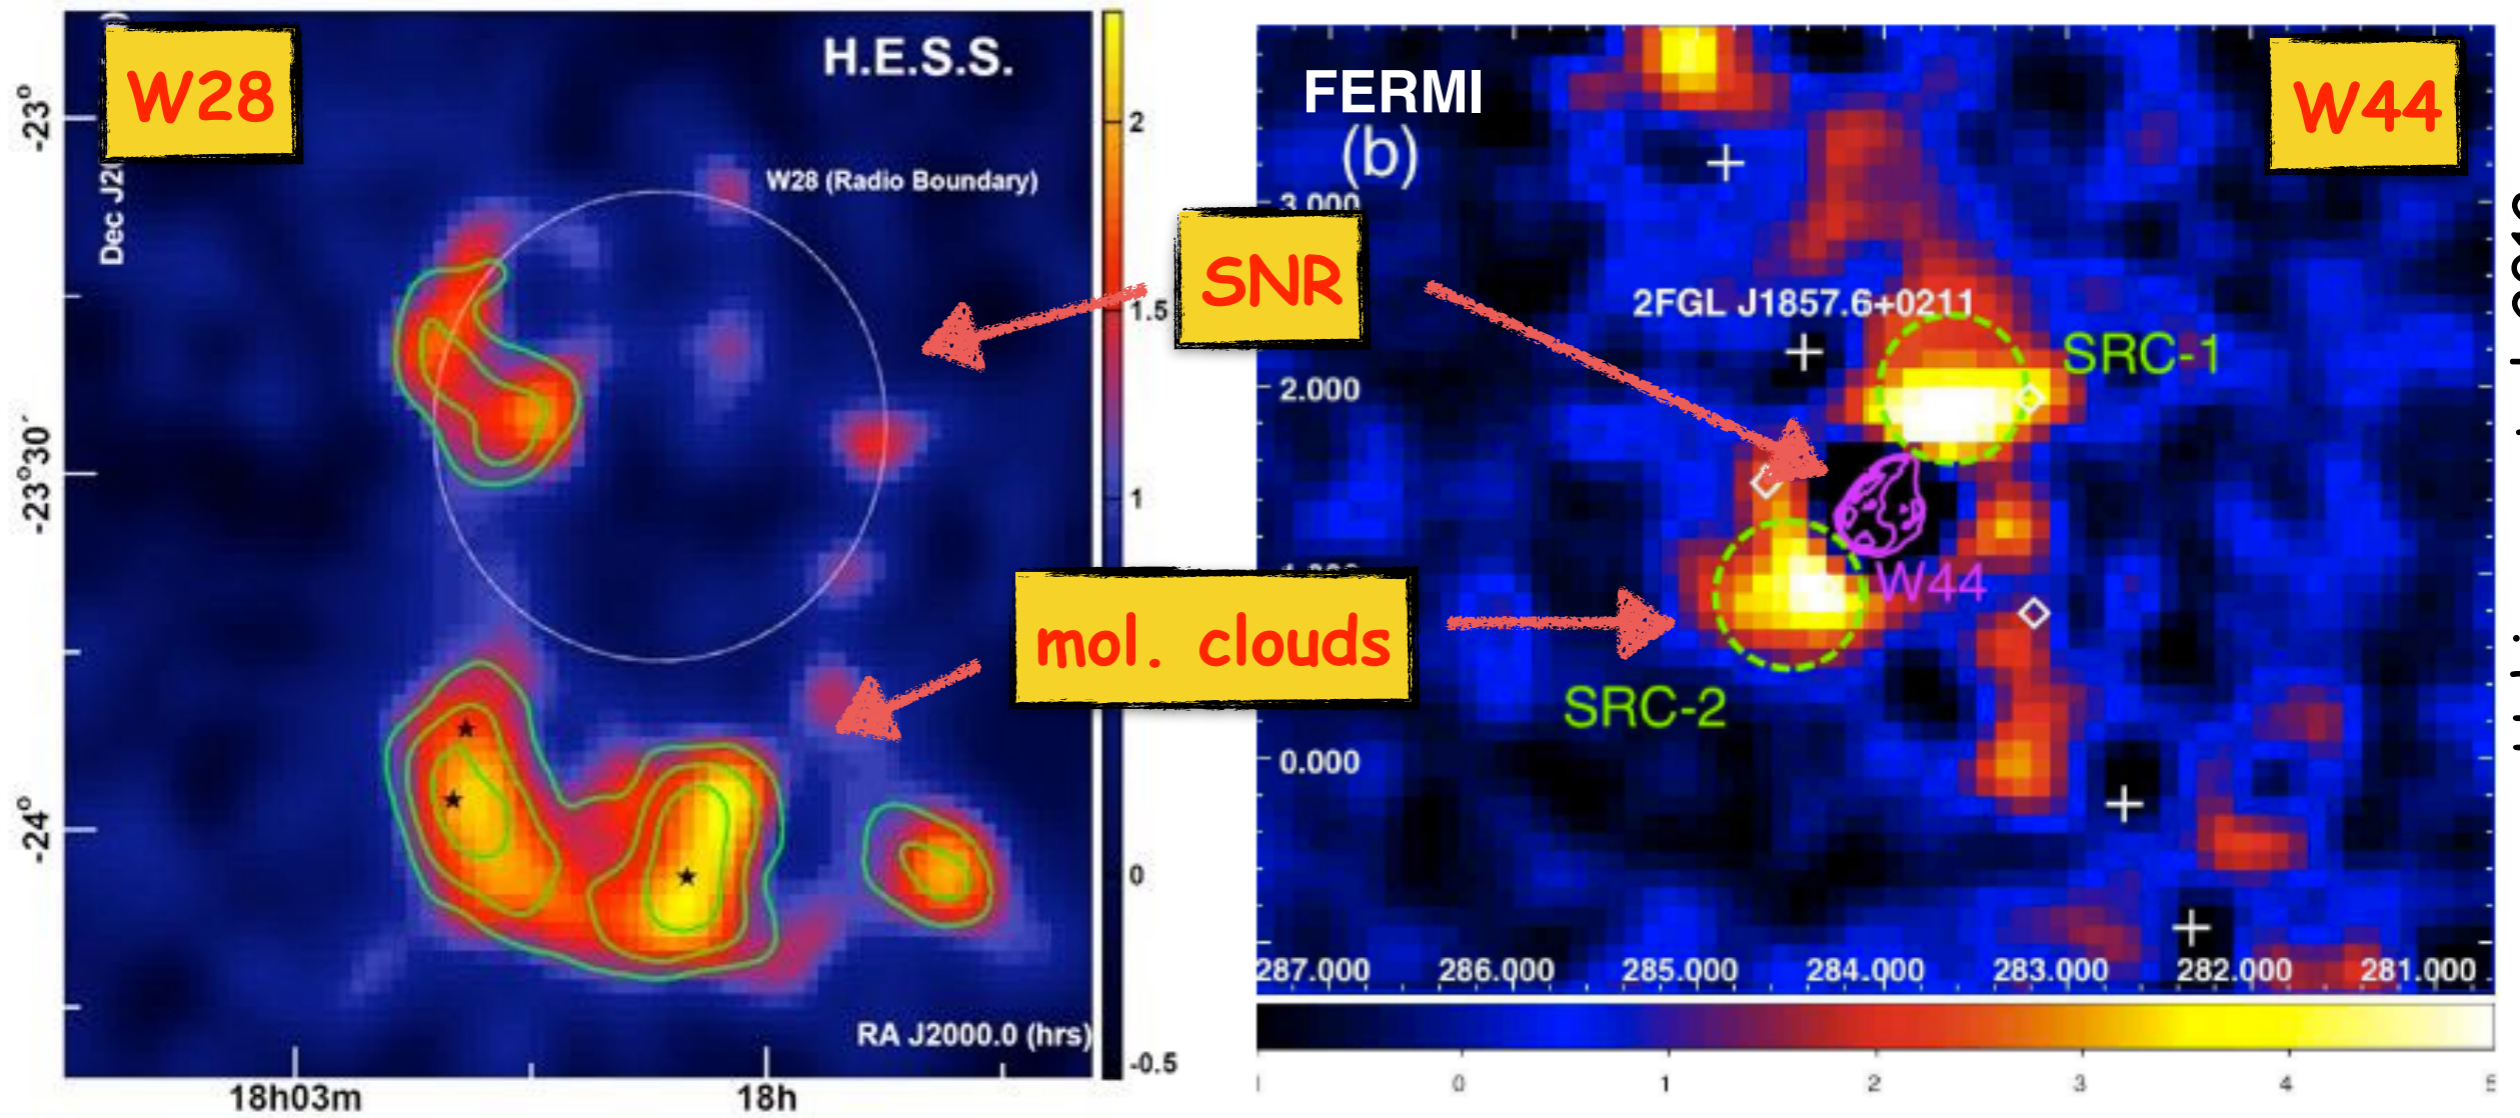 W28
H.E.S.S.
W28 (Radio Boundary)
-23°
-23°30′
-24°
18h03m
18h
RA J2000.0 (hrs)
2
1.5
1
0
-0.5
SNR
mol. clouds
FERMI
(b)
W44
3.000
2FGL J1857.6+0211
SRC-1
2.000
W44
SRC-2
0.000
287.000 286.000 285.000 284.000 283.000 282.000 281.000
0 1 2 3 4